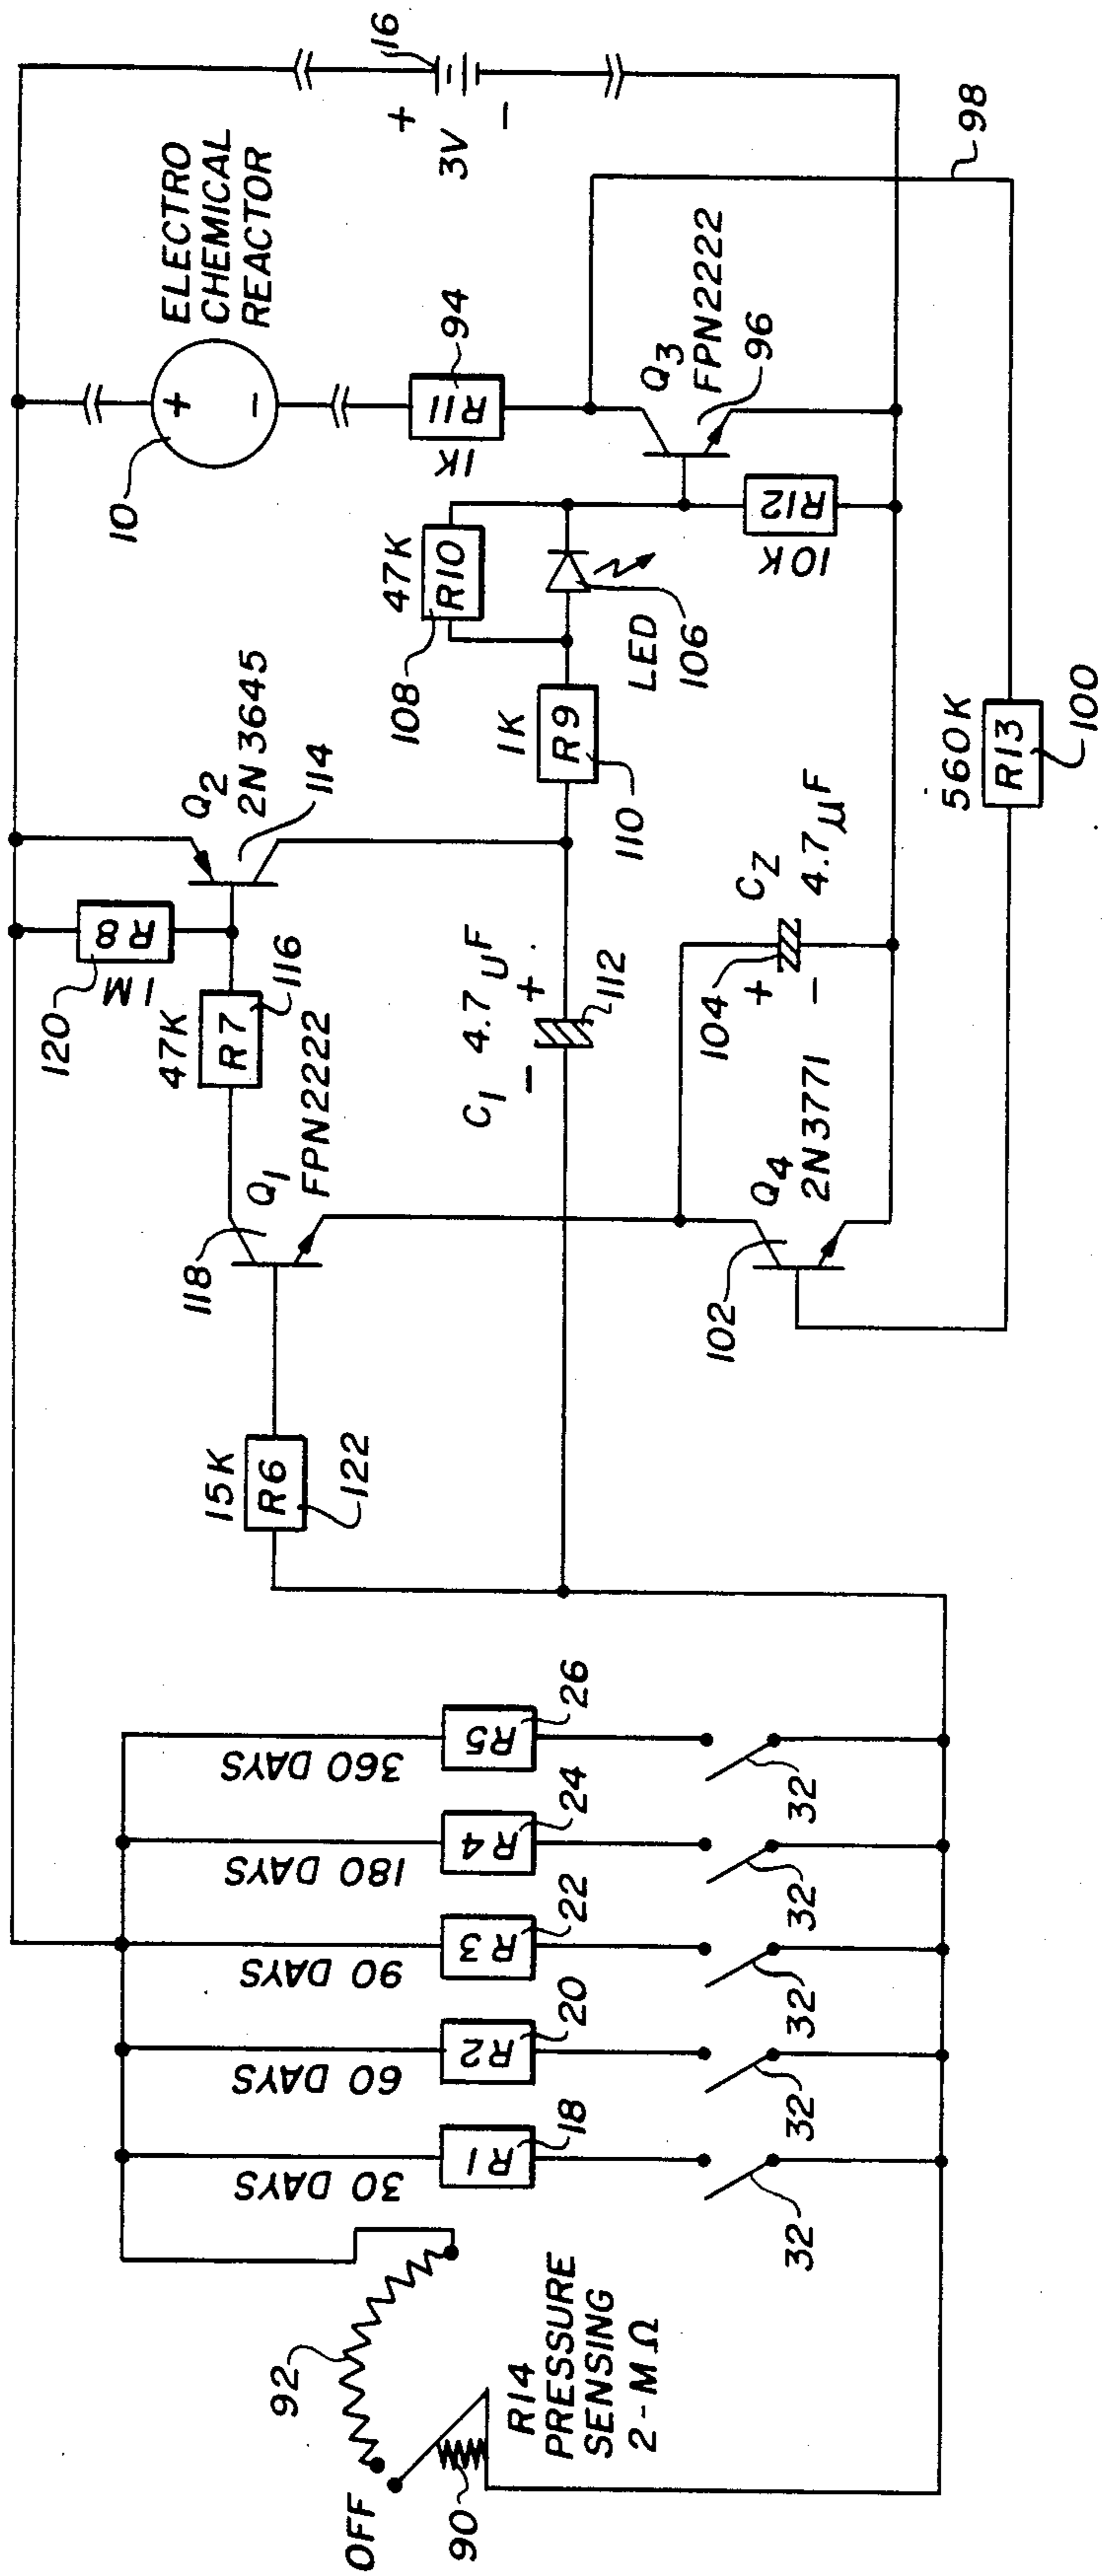 16
+
3V
−
ELECTRO
CHEMICAL
REACTOR
10
+
−
94
R11
1K
98
Q3
FPN2222
96
R12
10K
47K
R10
108
LED
106
1K
R9
110
560K
R13
100
Q2
2N3645
114
R8
1M
120
47K
R7
116
C1
4.7 uF
−
+
112
CZ
4.7 μF
104
+
−
Q1
FPN2222
118
Q4
2N3771
102
15K
R6
122
360 DAYS
R5
26
32
180 DAYS
R4
24
32
90 DAYS
R3
22
32
60 DAYS
R2
20
32
30 DAYS
R1
18
32
92
OFF
90
R14
PRESSURE
SENSING
2-MΩ